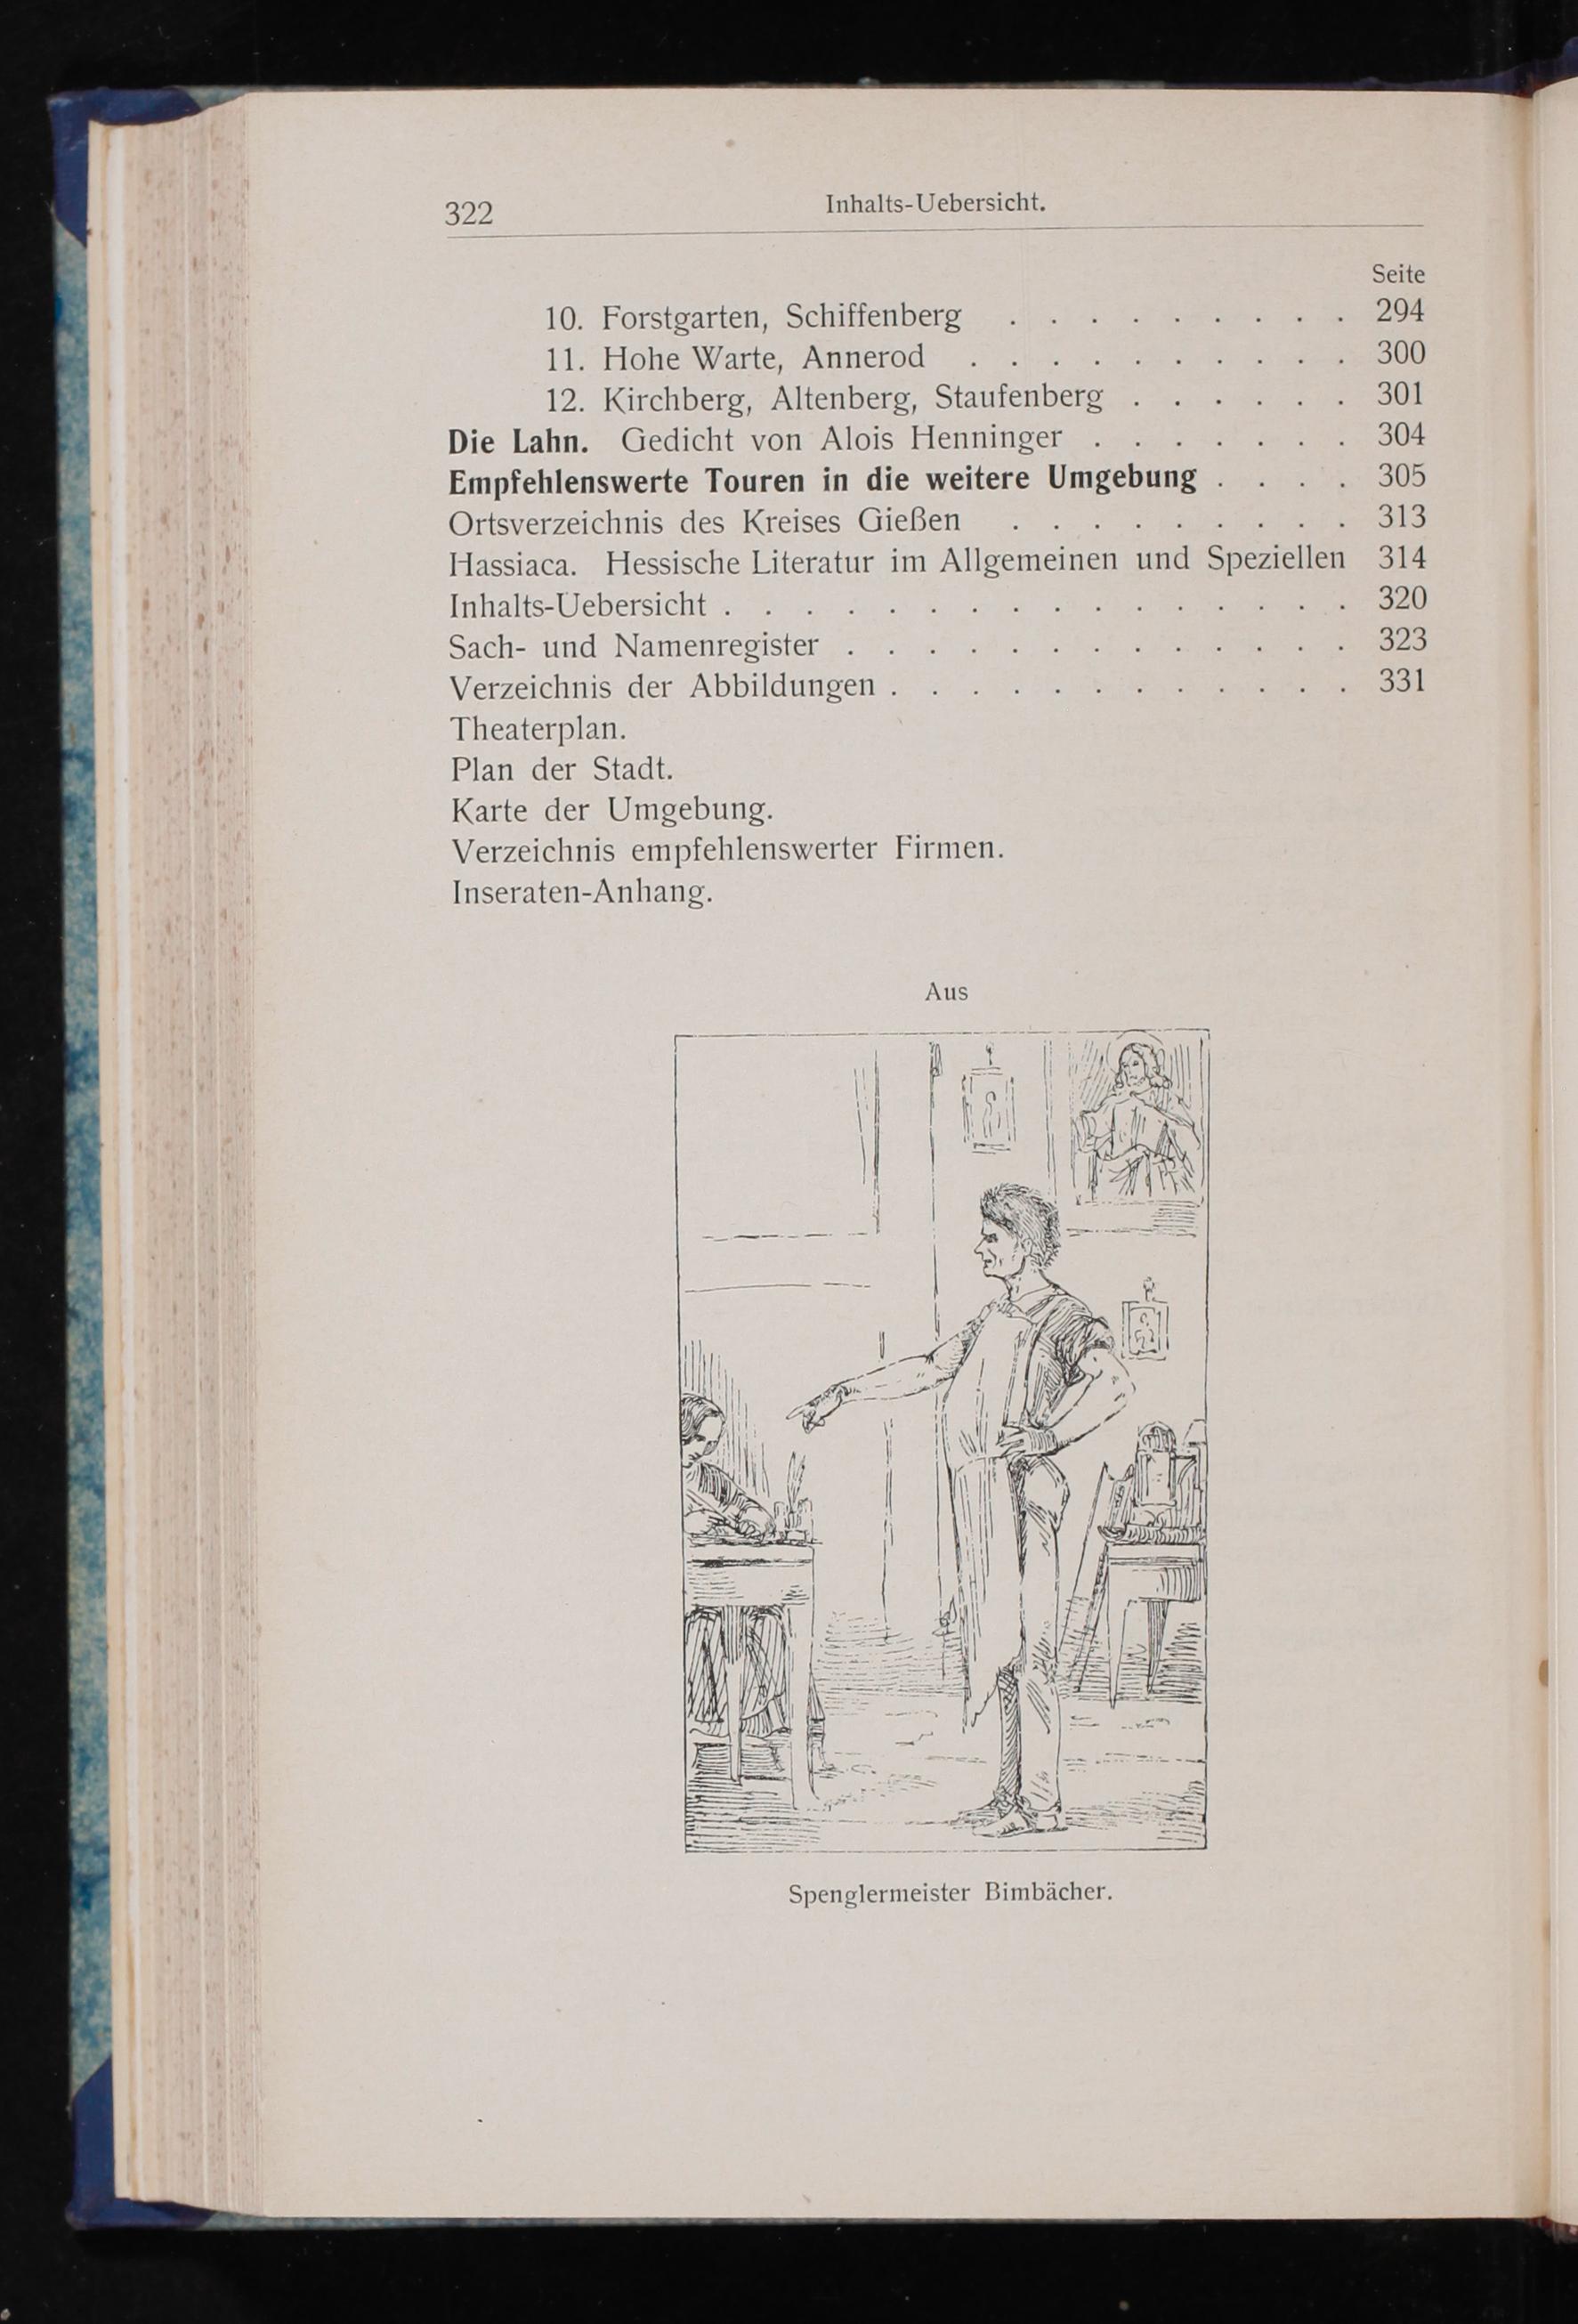 322
Inhalts-Uebersicht.
Seite
10. Forstgarten, Schiffenberg . . . . . . . . . 294
11. Hohe Warte, Annerod . . . . . . . . . . 300
12. Kirchberg, Altenberg, Staufenberg . . . . . . 301
Die Lahn. Gedicht von Alois Henninger . . . . . . . 304
Empfehlenswerte Touren in die weitere Umgebung . . . . 305
Ortsverzeichnis des Kreises Gießen . . . . . . . . . 313
Hassiaca. Hessische Literatur im Allgemeinen und Speziellen 314
Inhalts-Uebersicht . . . . . . . . . . . . . . . . 320
Sach- und Namenregister . . . . . . . . . . . . . 323
Verzeichnis der Abbildungen . . . . . . . . . . . . 331
Theaterplan.
Plan der Stadt.
Karte der Umgebung.
Verzeichnis empfehlenswerter Firmen.
Inseraten-Anhang.
Aus
Spenglermeister Bimbächer.